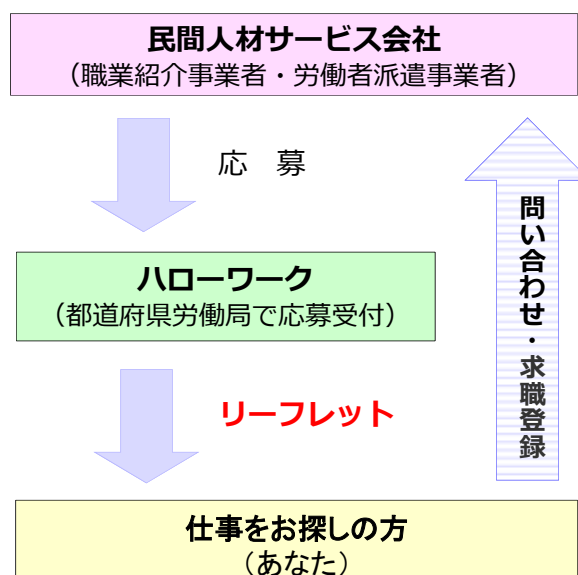 民間人材サービス会社
（職業紹介事業者・労働者派遣事業者）
応　募
ハローワーク
（都道府県労働局で応募受付）
リーフレット
問い合わせ・求職登録
仕事をお探しの方
（あなた）